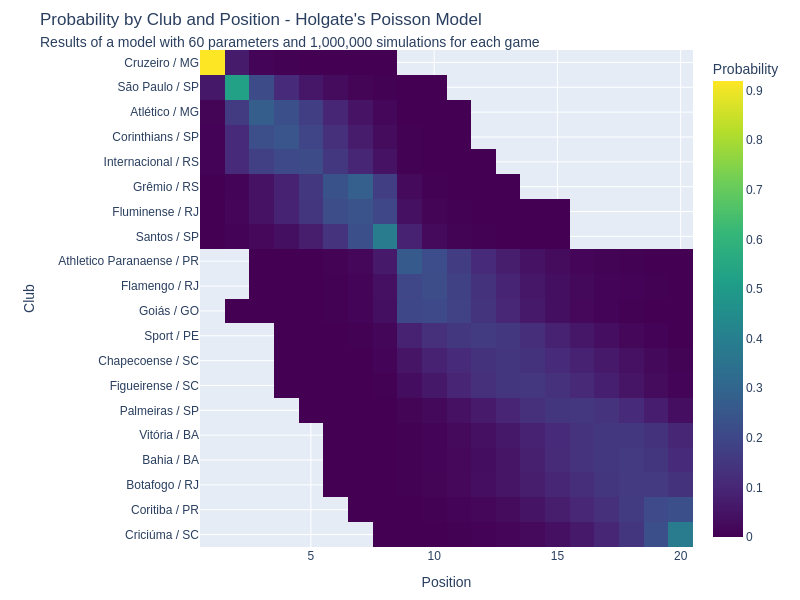 Probability by Club and Position - Holgate's Poisson Model
Results of a model with 60 parameters and 1,000,000 simulations for each game
Probability
Club
Cruzeiro / MG
São Paulo / SP
Atlético / MG
Corinthians / SP
Internacional / RS
Grêmio / RS
Fluminense / RJ
Santos / SP
Athletico Paranaense / PR
Flamengo / RJ
Goiás / GO
Sport / PE
Chapecoense / SC
Figueirense / SC
Palmeiras / SP
Vitória / BA
Bahia / BA
Botafogo / RJ
Coritiba / PR
Criciúma / SC
0.9
0.8
0.7
0.6
0.5
0.4
0.3
0.2
0.1
0
5
10
15
20
Position